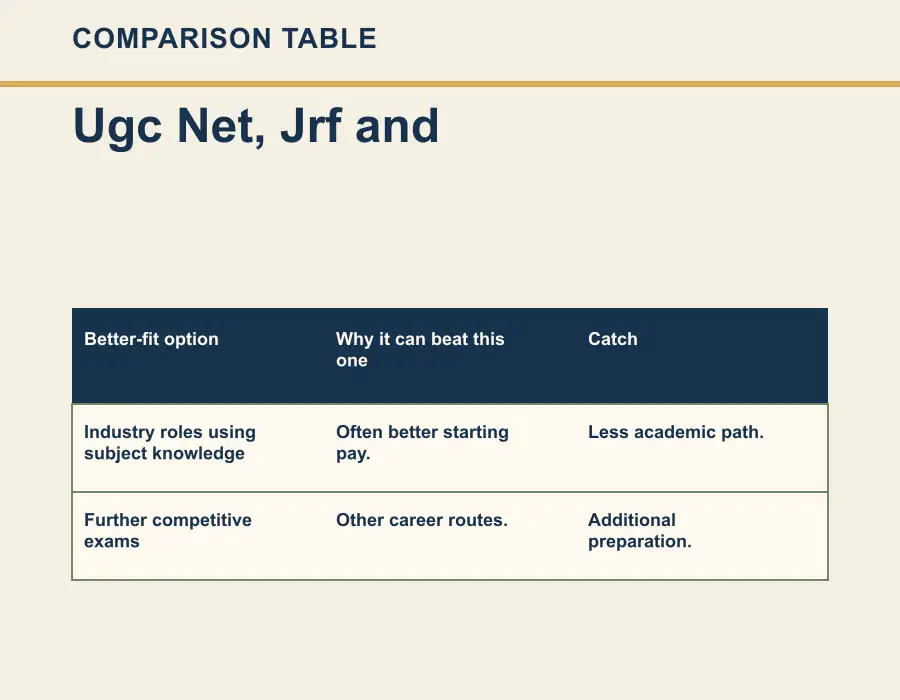 COMPARISON TABLE
Ugc Net, Jrf and
Better-fit option
Why it can beat this
one
Catch
Industry roles using
subject knowledge
Often better starting
pay.
Less academic path.
Further competitive
exams
Other career routes.
Additional
preparation.